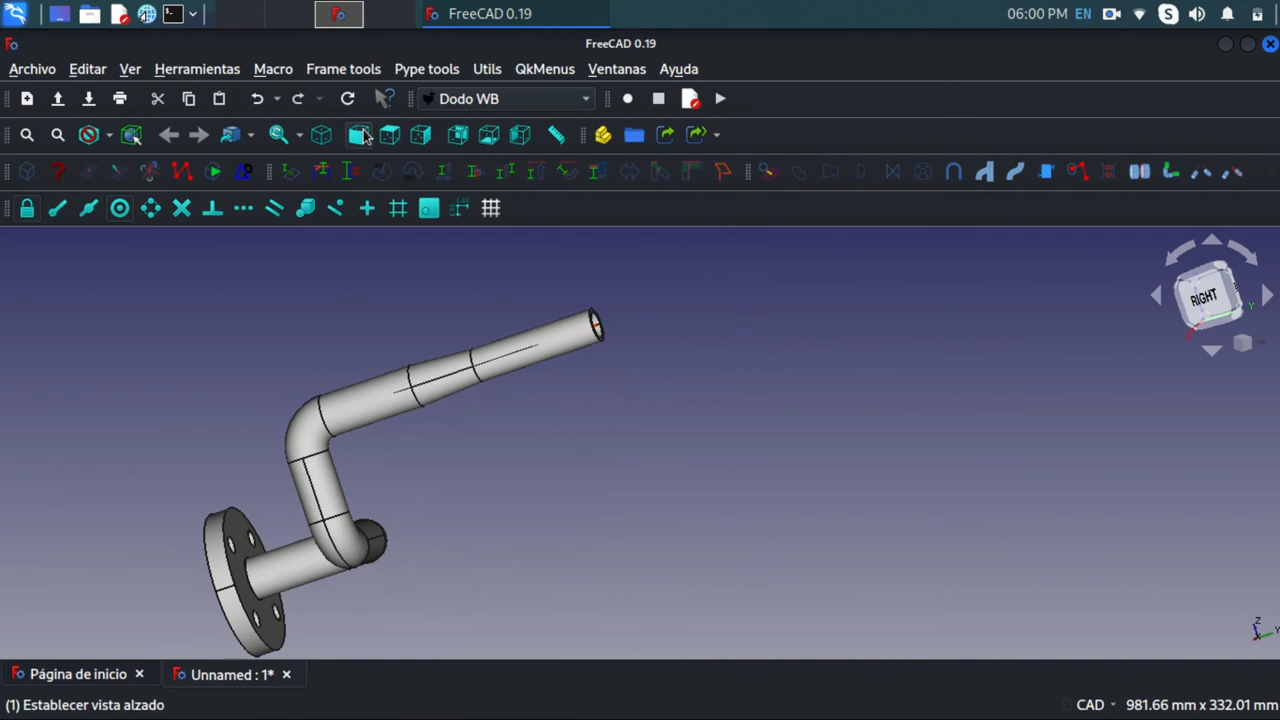 FreeCAD 0.19
06:00 PM EN
FreeCAD 0.19
Archivo Editar Ver Herramientas Macro Frame tools Pype tools Utils QkMenus Ventanas Ayuda
Dodo WB
RIGHT
Y
Z
Y
Página de inicio
Unnamed : 1*
(1) Establecer vista alzado
CAD
981.66 mm x 332.01 mm